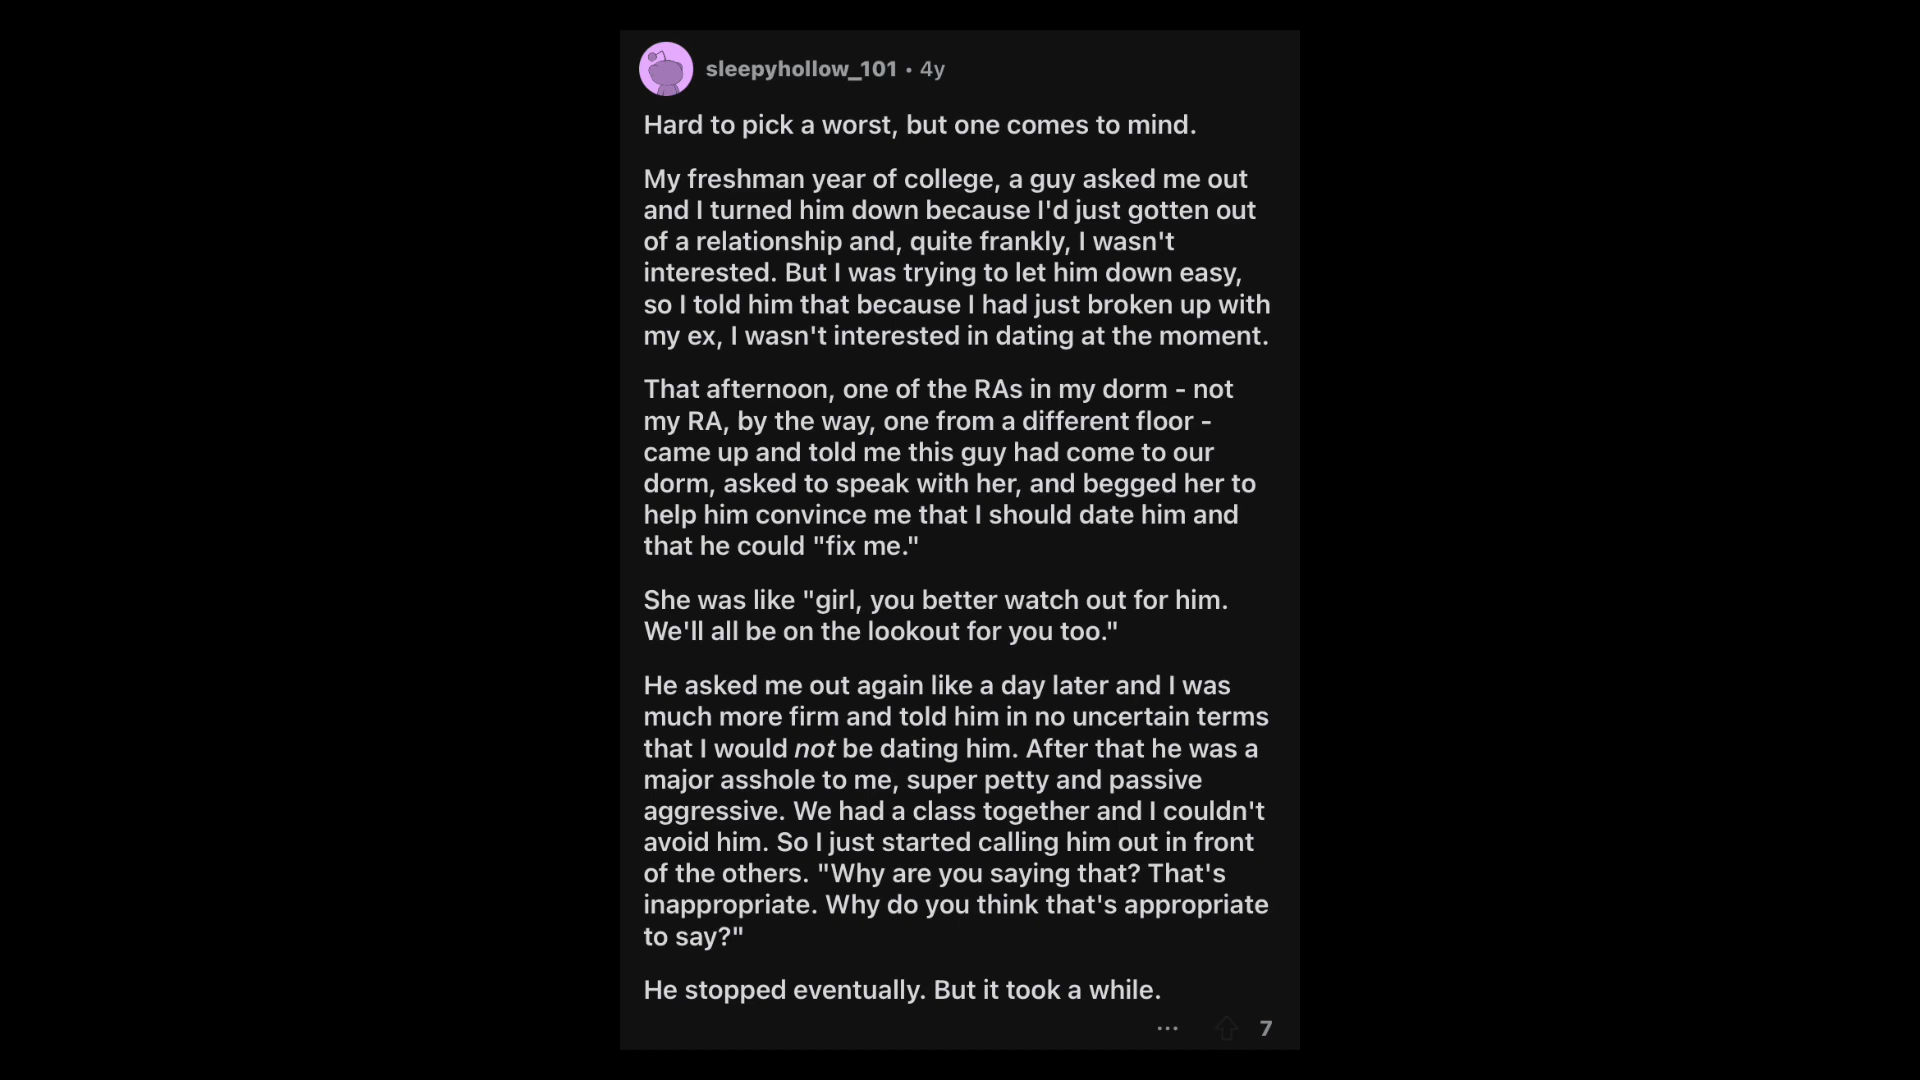 sleepyhollow_101 • 4y
Hard to pick a worst, but one comes to mind.
My freshman year of college, a guy asked me out
and I turned him down because I'd just gotten out
of a relationship and, quite frankly, I wasn't
interested. But I was trying to let him down easy,
so I told him that because I had just broken up with
my ex, I wasn't interested in dating at the moment.
That afternoon, one of the RAs in my dorm - not
my RA, by the way, one from a different floor -
came up and told me this guy had come to our
dorm, asked to speak with her, and begged her to
help him convince me that I should date him and
that he could "fix me."
She was like "girl, you better watch out for him.
We'll all be on the lookout for you too."
He asked me out again like a day later and I was
much more firm and told him in no uncertain terms
that I would not be dating him. After that he was a
major asshole to me, super petty and passive
aggressive. We had a class together and I couldn't
avoid him. So I just started calling him out in front
of the others. "Why are you saying that? That's
inappropriate. Why do you think that's appropriate
to say?"
He stopped eventually. But it took a while.
... 7